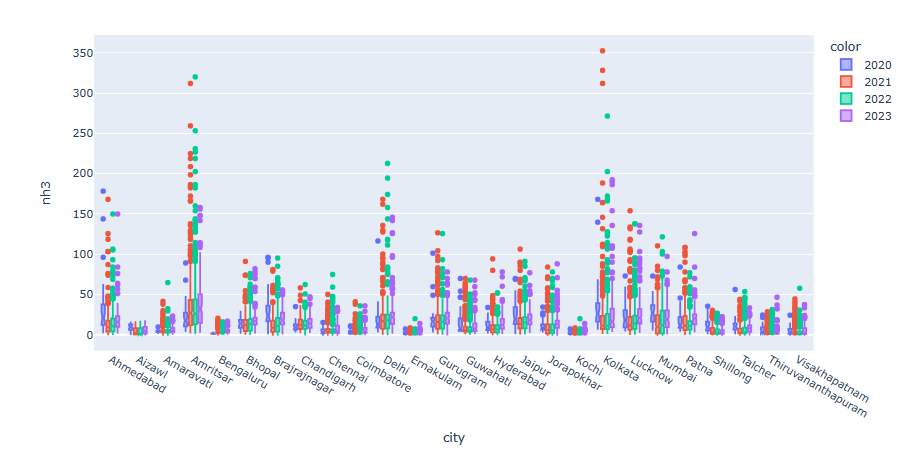 color
2020
2021
2022
2023
nh3
350
300
250
200
150
100
50
0
Ahmedabad
Aizawl
Amaravati
Amritsar
Bengaluru
Bhopal
Brajrajnagar
Chandigarh
Chennai
Coimbatore
Delhi
Ernakulam
Gurugram
Guwahati
Hyderabad
Jaipur
Jorapokhar
Kochi
Kolkata
Lucknow
Mumbai
Patna
Shillong
Talcher
Thiruvananthapuram
Visakhapatnam
city